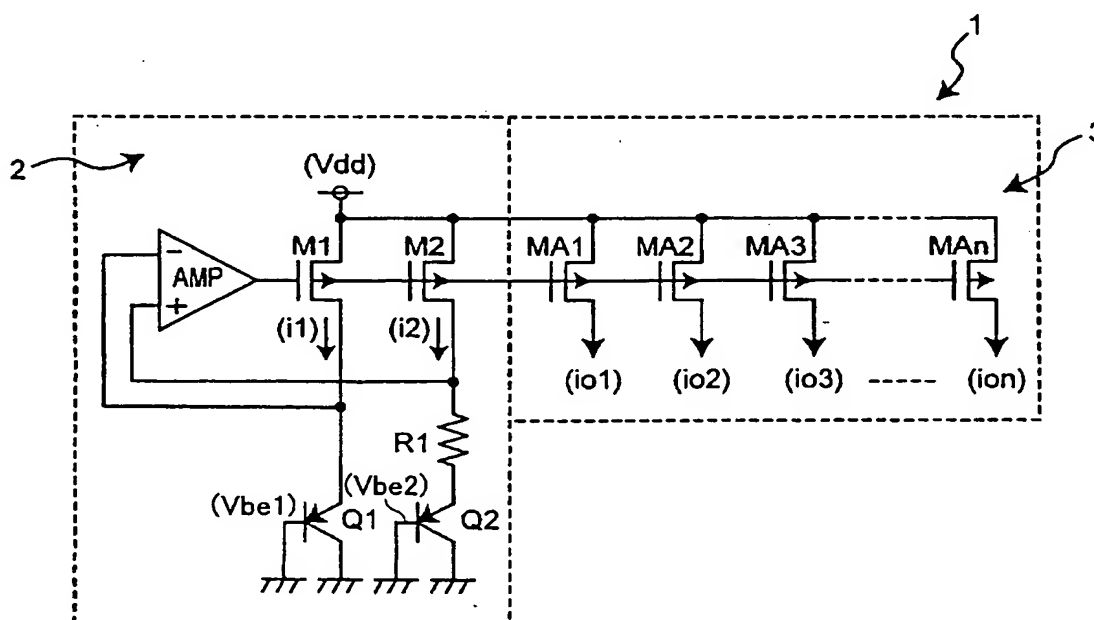 1
2
3
(Vdd)
M1 M2 MA1 MA2 MA3 MAn
-
AMP
+
(i1) (i2)
(io1) (io2) (io3) ----- (ion)
R1
(Vbe1) (Vbe2)
Q1 Q2